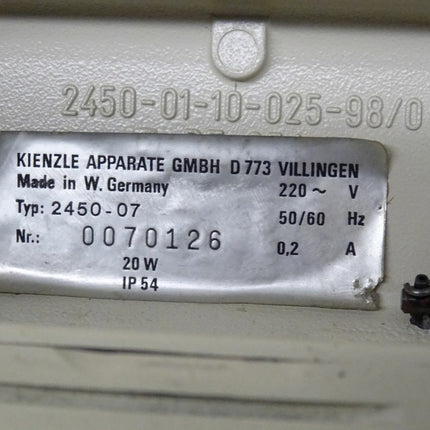 2450-01-10-025-98/0
KIENZLE APPARATE GMBH D 773 VILLINGEN
Made in W. Germany 220 ~ V
Typ: 2450-07 50/60 Hz
Nr.: 0070126 0,2 A
20 W
IP 54